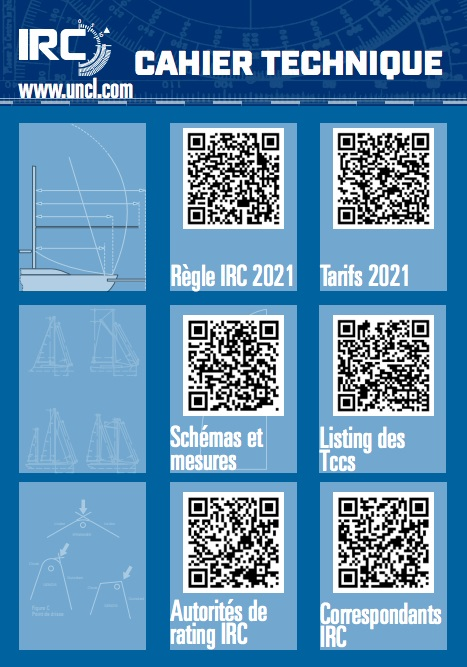 IRC
CAHIER TECHNIQUE
www.uncl.com
Règle IRC 2021
Tarifs 2021
Schémas et
mesures
Listing des
Tccs
Autorités de
rating IRC
Correspondants
IRC